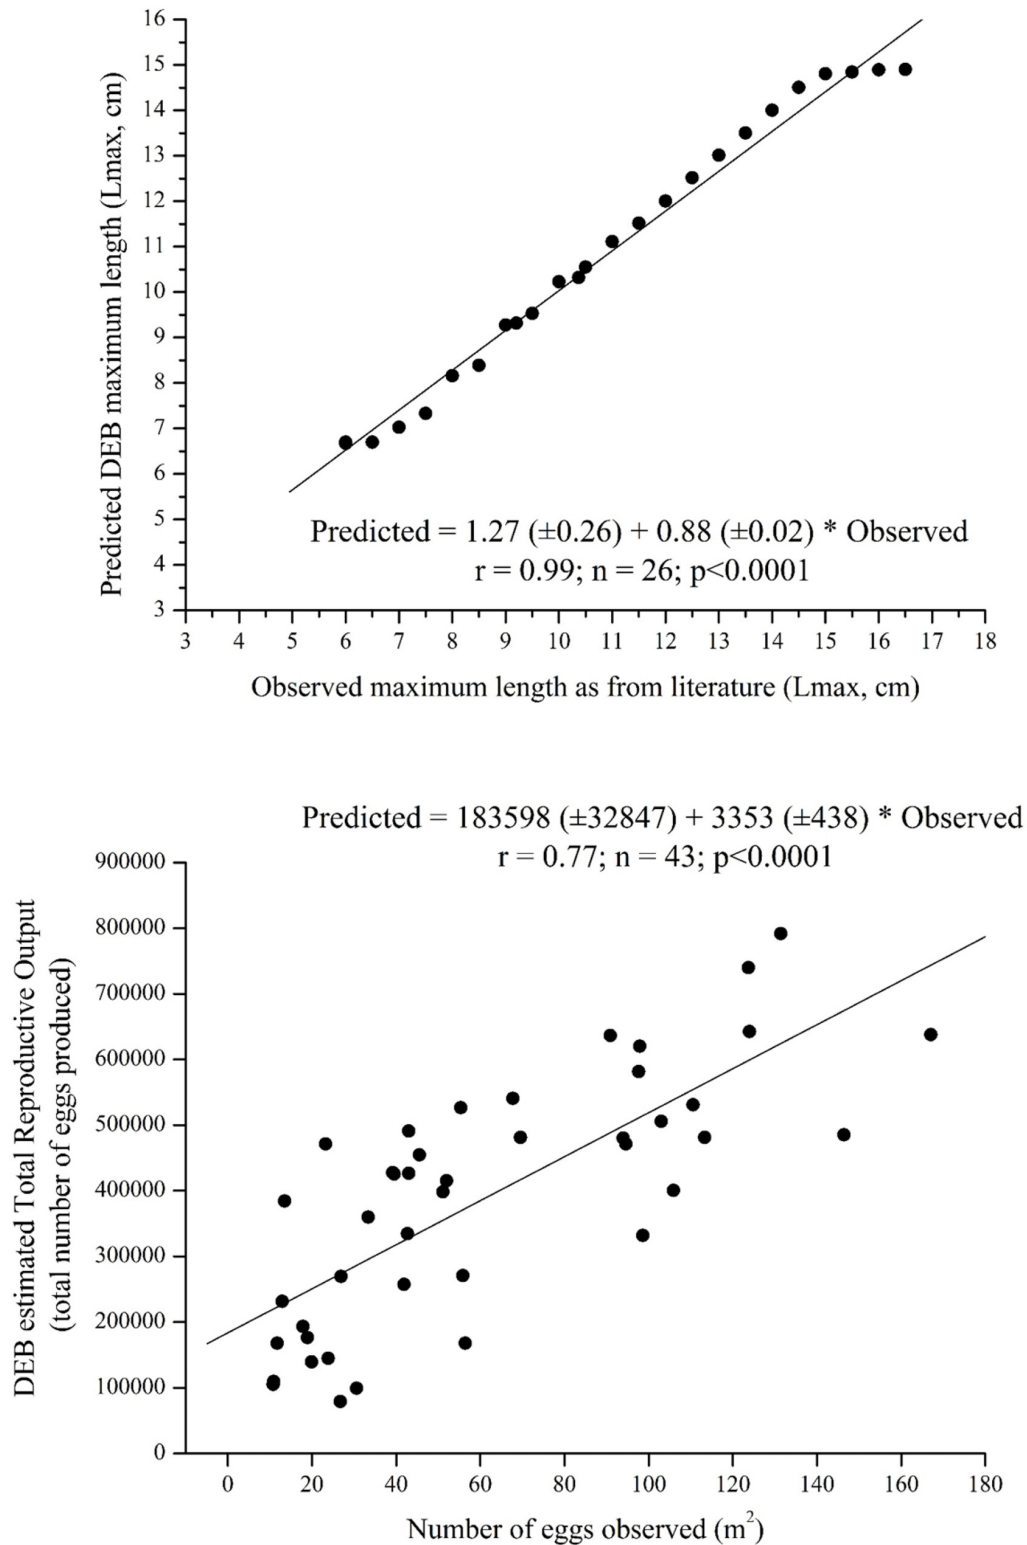 16
15
14
13
12
11
10
9
8
7
6
5
4
3
Predicted DEB maximum length (Lmax, cm)
Predicted = 1.27 (±0.26) + 0.88 (±0.02) * Observed
r = 0.99; n = 26; p<0.0001
3 4 5 6 7 8 9 10 11 12 13 14 15 16 17 18
Observed maximum length as from literature (Lmax, cm)
Predicted = 183598 (±32847) + 3353 (±438) * Observed
r = 0.77; n = 43; p<0.0001
900000
800000
700000
600000
500000
400000
300000
200000
100000
0
DEB estimated Total Reproductive Output
(total number of eggs produced)
0 20 40 60 80 100 120 140 160 180
Number of eggs observed (m²)